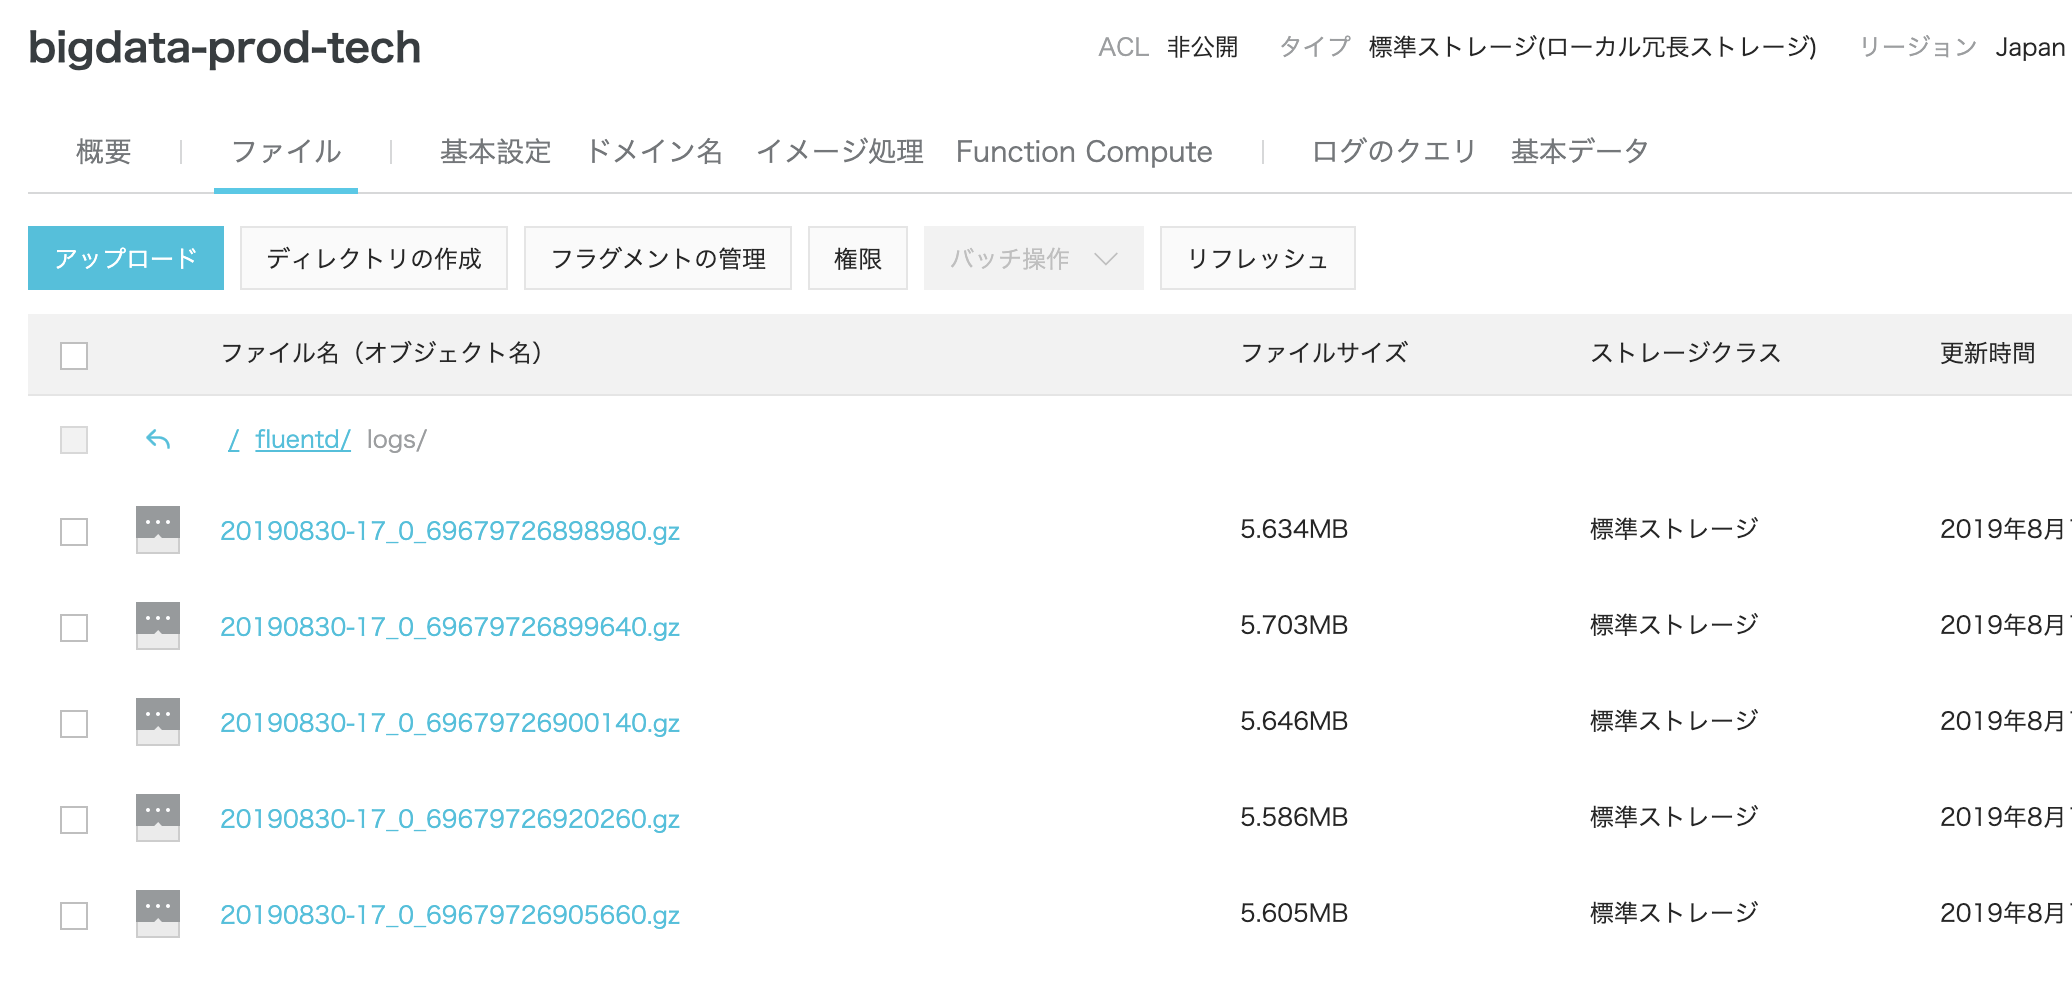 bigdata-prod-tech ACL 非公開 タイプ 標準ストレージ(ローカル冗長ストレージ) リージョン Japan
概要 ファイル 基本設定 ドメイン名 イメージ処理 Function Compute ログのクエリ 基本データ
アップロード ディレクトリの作成 フラグメントの管理 権限 バッチ操作 リフレッシュ
ファイル名（オブジェクト名） ファイルサイズ ストレージクラス 更新時間
/ fluentd/ logs/
20190830-17_0_69679726898980.gz 5.634MB 標準ストレージ 2019年8月
20190830-17_0_69679726899640.gz 5.703MB 標準ストレージ 2019年8月
20190830-17_0_69679726900140.gz 5.646MB 標準ストレージ 2019年8月
20190830-17_0_69679726920260.gz 5.586MB 標準ストレージ 2019年8月
20190830-17_0_69679726905660.gz 5.605MB 標準ストレージ 2019年8月